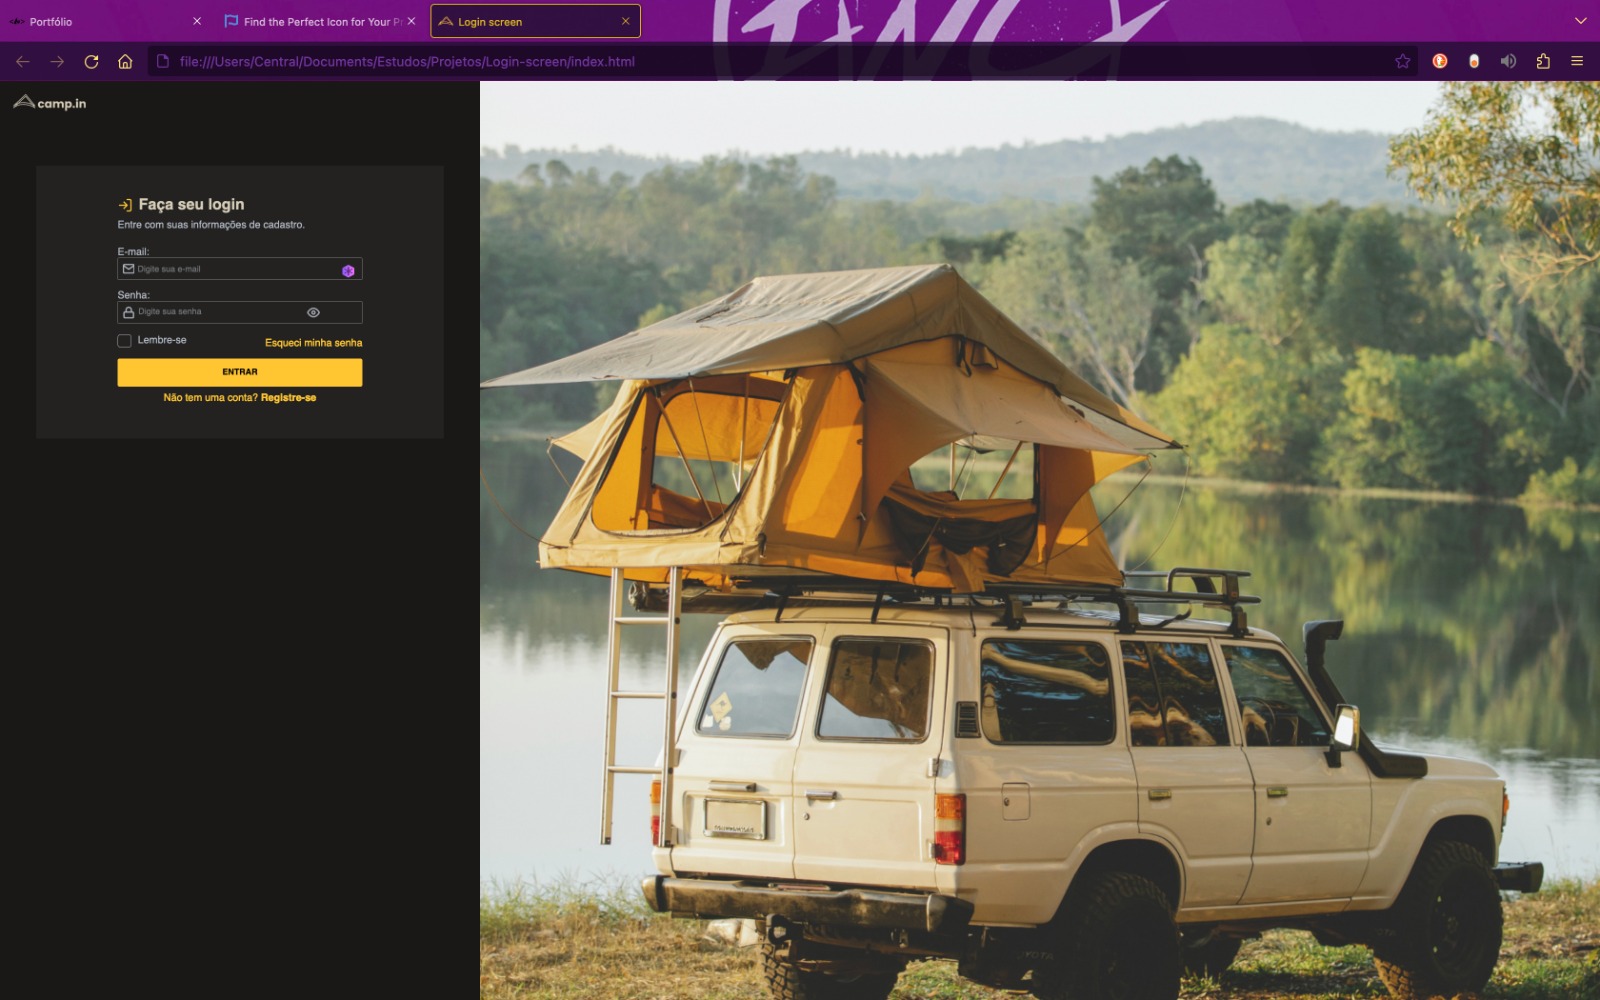 Portfólio
Find the Perfect Icon for Your Pr
Login screen
file:///Users/Central/Documents/Estudos/Projetos/Login-screen/index.html
camp.in
Faça seu login
Entre com suas informações de cadastro.
E-mail:
Digite sua e-mail
Senha:
Digite sua senha
Lembre-se
Esqueci minha senha
ENTRAR
Não tem uma conta? Registre-se